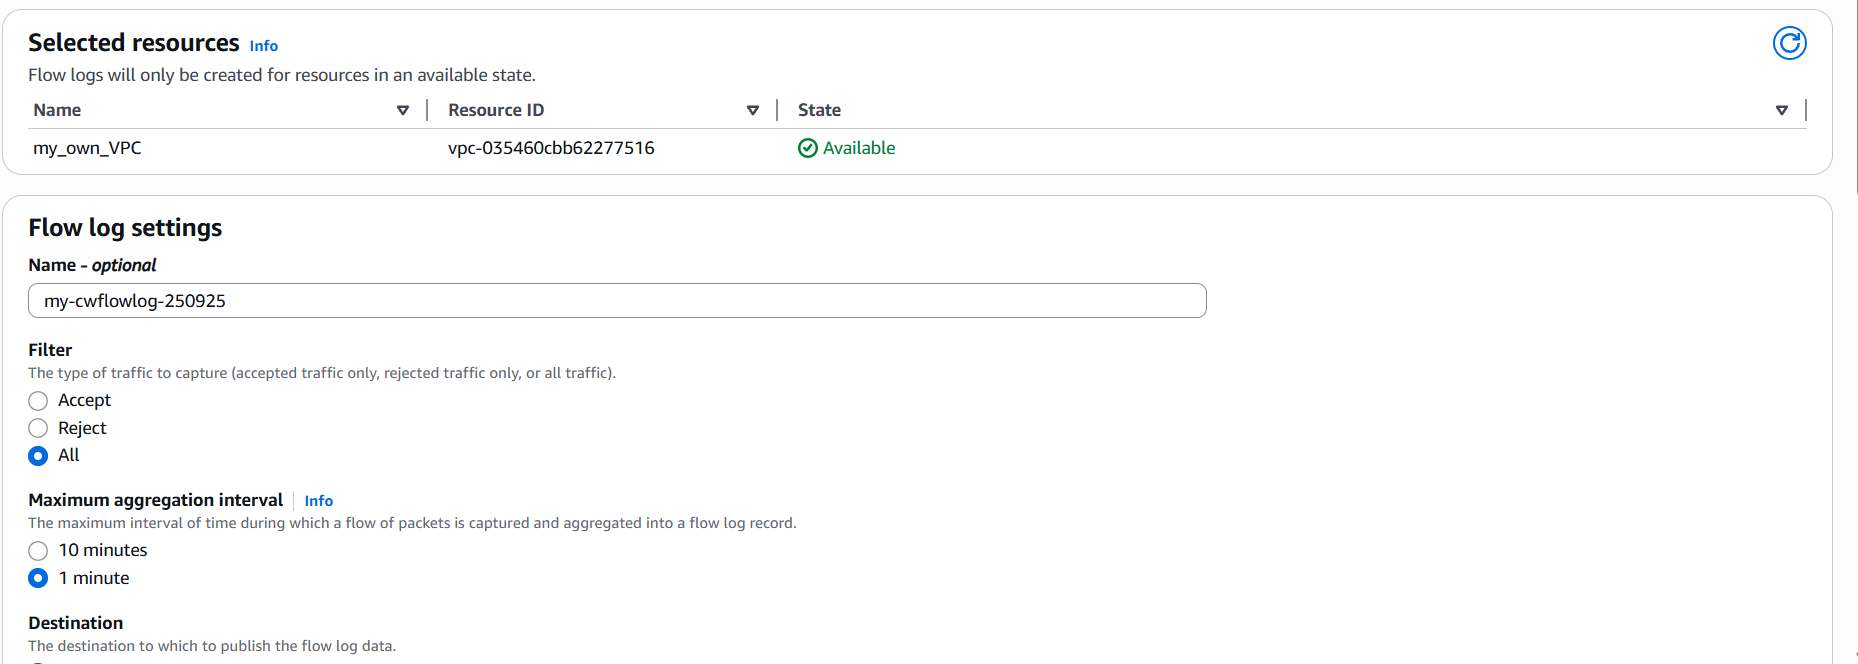 Selected resources Info
Flow logs will only be created for resources in an available state.
Name Resource ID State
my_own_VPC vpc-035460cbb62277516 Available
Flow log settings
Name - optional
my-cwflowlog-250925
Filter
The type of traffic to capture (accepted traffic only, rejected traffic only, or all traffic).
Accept
Reject
All
Maximum aggregation interval Info
The maximum interval of time during which a flow of packets is captured and aggregated into a flow log record.
10 minutes
1 minute
Destination
The destination to which to publish the flow log data.